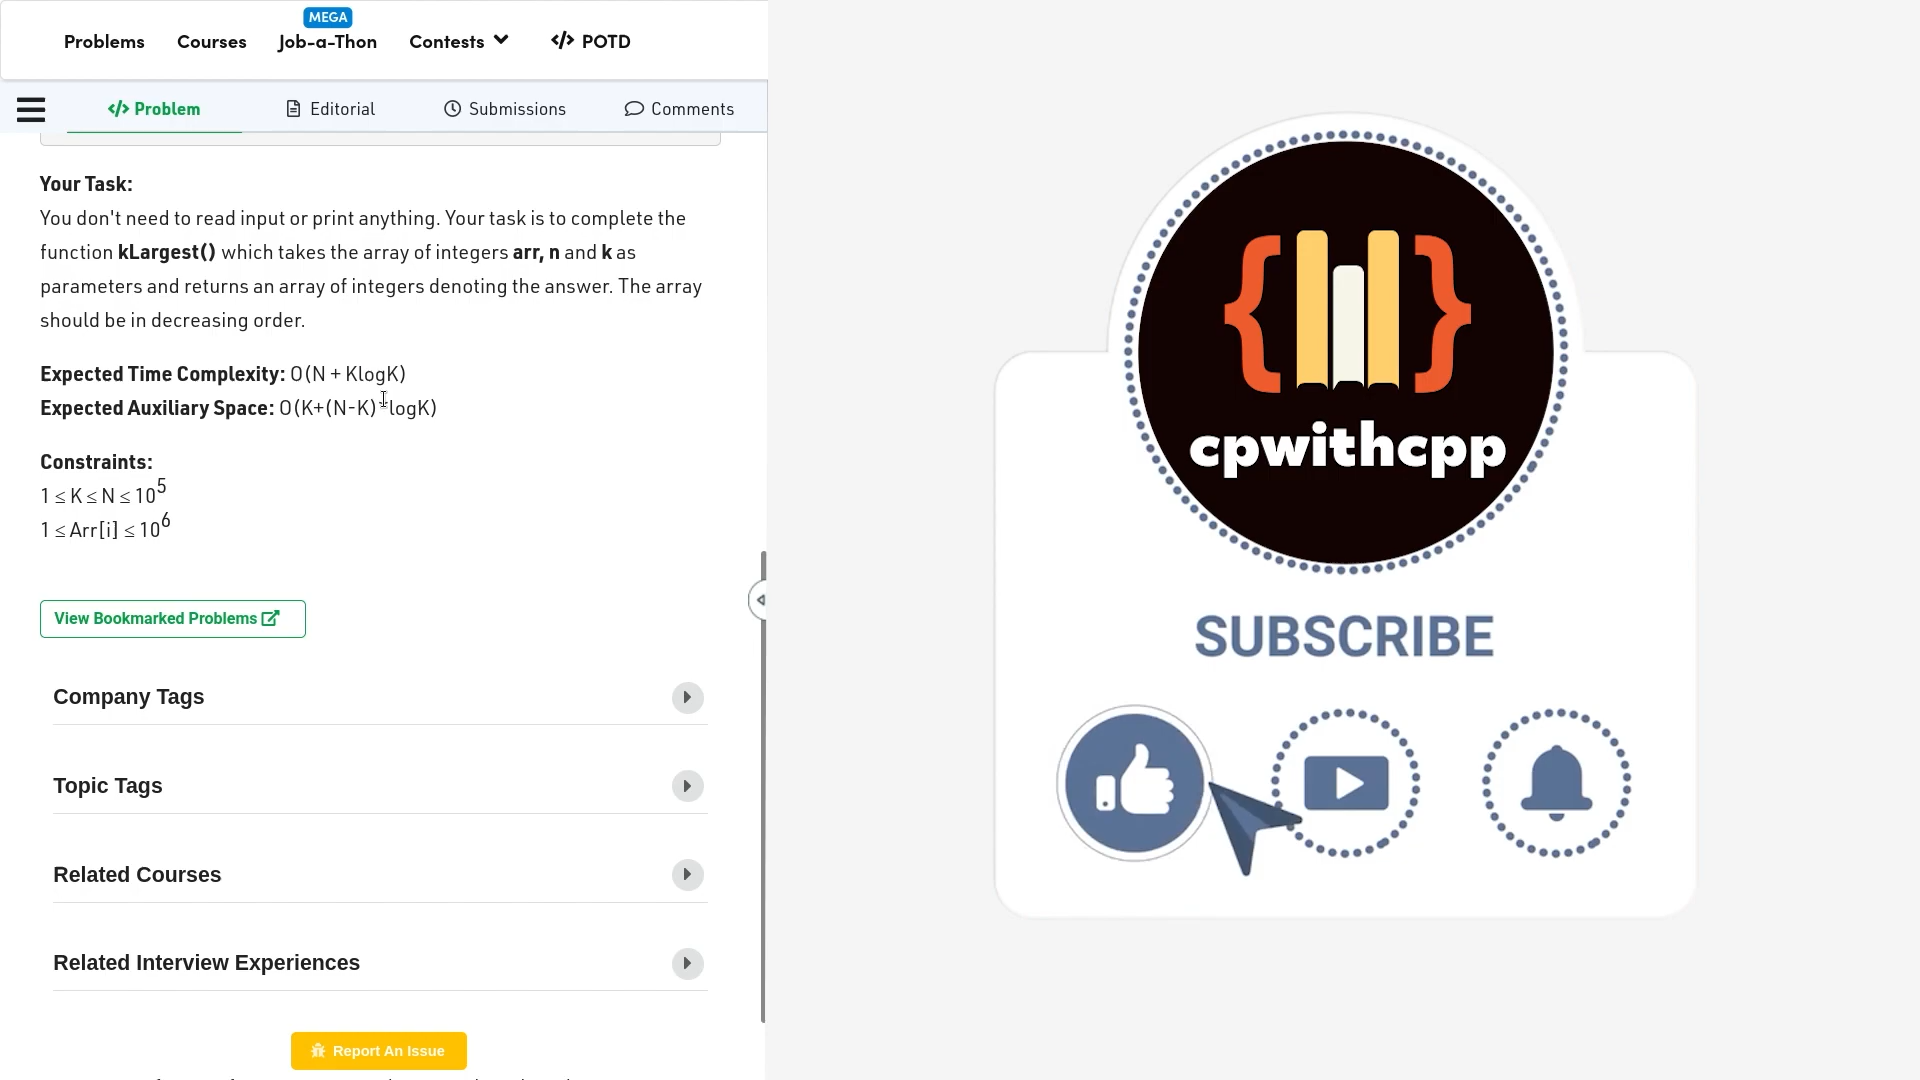 MEGA
Problems Courses Job-a-Thon Contests </> POTD
</> Problem Editorial Submissions Comments
Your Task:
You don't need to read input or print anything. Your task is to complete the
function kLargest() which takes the array of integers arr, n and k as
parameters and returns an array of integers denoting the answer. The array
should be in decreasing order.
Expected Time Complexity: O(N + KlogK)
Expected Auxiliary Space: O(K+(N-K)*logK)
Constraints:
1 ≤ K ≤ N ≤ 10^5
1 ≤ Arr[i] ≤ 10^6
View Bookmarked Problems
Company Tags
Topic Tags
Related Courses
Related Interview Experiences
Report An Issue
{ } 
cpwithcpp
SUBSCRIBE